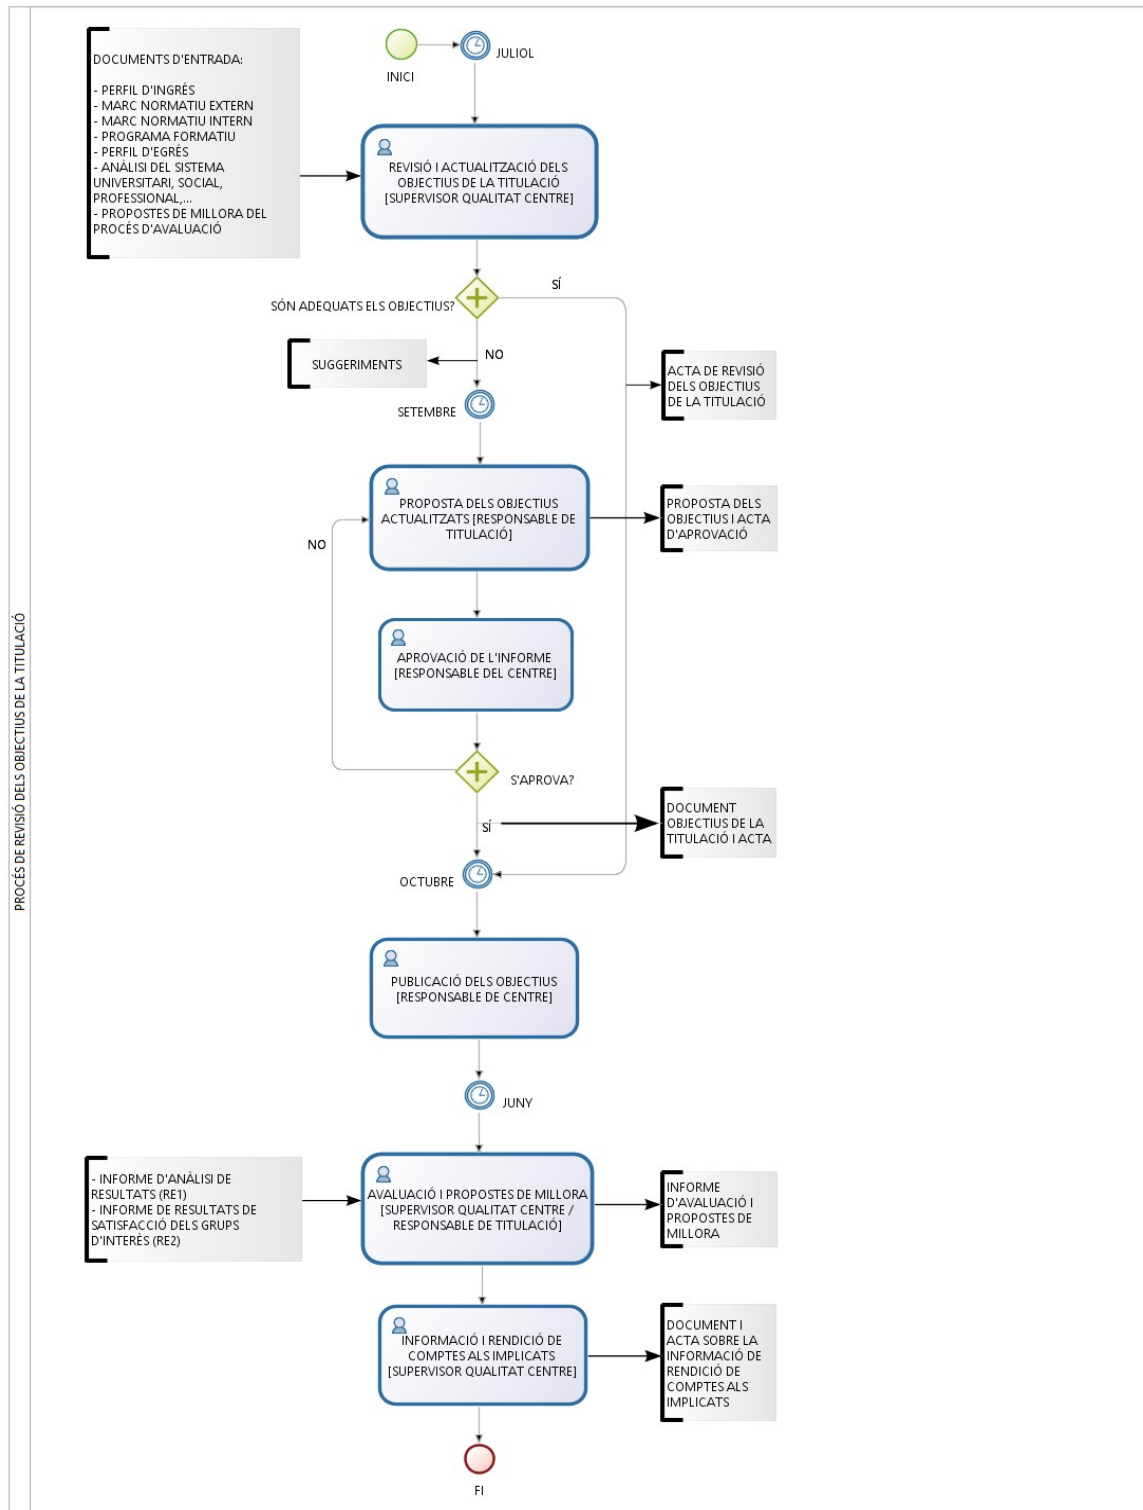 PROCÉS DE REVISIÓ DELS OBJECTIUS DE LA TITULACIÓ
INICI
JULIOL
DOCUMENTS D'ENTRADA:
- PERFIL D'INGRÉS
- MARC NORMATIU EXTERN
- MARC NORMATIU INTERN
- PROGRAMA FORMATIU
- PERFIL D'EGRÉS
- ANÀLISI DEL SISTEMA
UNIVERSITARI, SOCIAL,
PROFESSIONAL,...
- PROPOSTES DE MILLORA DEL
PROCÉS D'AVALUACIÓ
REVISIÓ I ACTUALITZACIÓ DELS
OBJECTIUS DE LA TITULACIÓ
[SUPERVISOR QUALITAT CENTRE]
SÓN ADEQUATS ELS OBJECTIUS?
SÍ
NO
SUGGERIMENTS
ACTA DE REVISIÓ
DELS OBJECTIUS
DE LA TITULACIÓ
SETEMBRE
PROPOSTA DELS OBJECTIUS
ACTUALITZATS [RESPONSABLE DE
TITULACIÓ]
PROPOSTA DELS
OBJECTIUS I ACTA
D'APROVACIÓ
NO
APROVACIÓ DE L'INFORME
[RESPONSABLE DEL CENTRE]
S'APROVA?
SÍ
DOCUMENT
OBJECTIUS DE LA
TITULACIÓ I ACTA
OCTUBRE
PUBLICACIÓ DELS OBJECTIUS
[RESPONSABLE DE CENTRE]
JUNY
- INFORME D'ANÀLISI DE
RESULTATS (RE1)
- INFORME DE RESULTATS DE
SATISFACCIÓ DELS GRUPS
D'INTERÈS (RE2)
AVALUACIÓ I PROPOSTES DE MILLORA
[SUPERVISOR QUALITAT CENTRE /
RESPONSABLE DE TITULACIÓ]
INFORME
D'AVALUACIÓ I
PROPOSTES DE
MILLORA
INFORMACIÓ I RENDICIÓ DE
COMPTES ALS IMPLICATS
[SUPERVISOR QUALITAT CENTRE]
DOCUMENT I
ACTA SOBRE LA
INFORMACIÓ DE
RENDICIÓ DE
COMPTES ALS
IMPLICATS
FI